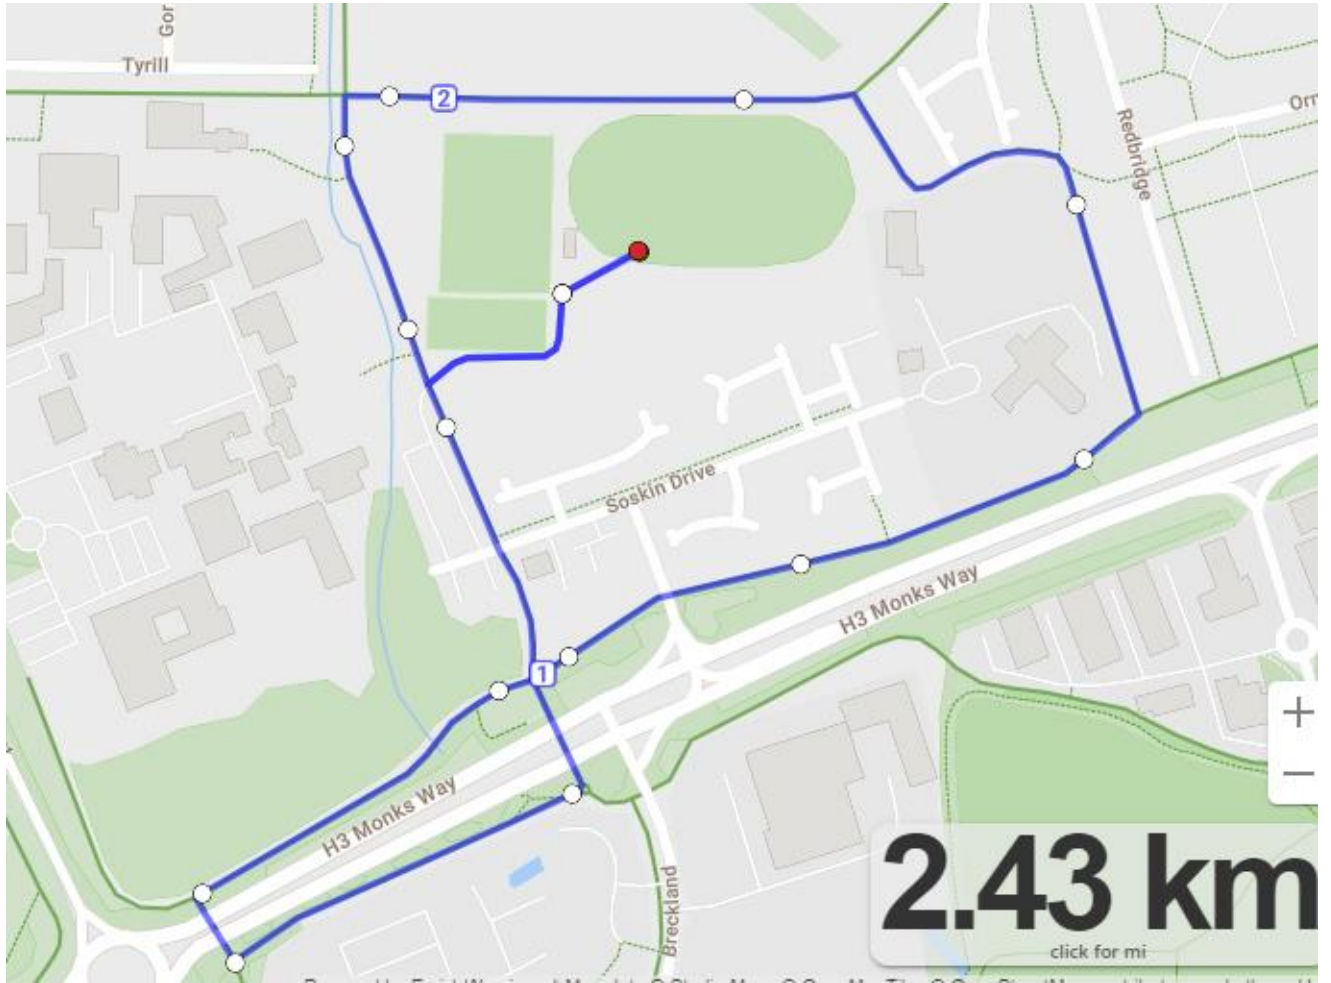 Gor
Tyrill
2
Redbridge
Orn
Soskin Drive
H3 Monks Way
1
H3 Monks Way
Breckland
+
−
2.43 km
click for mi